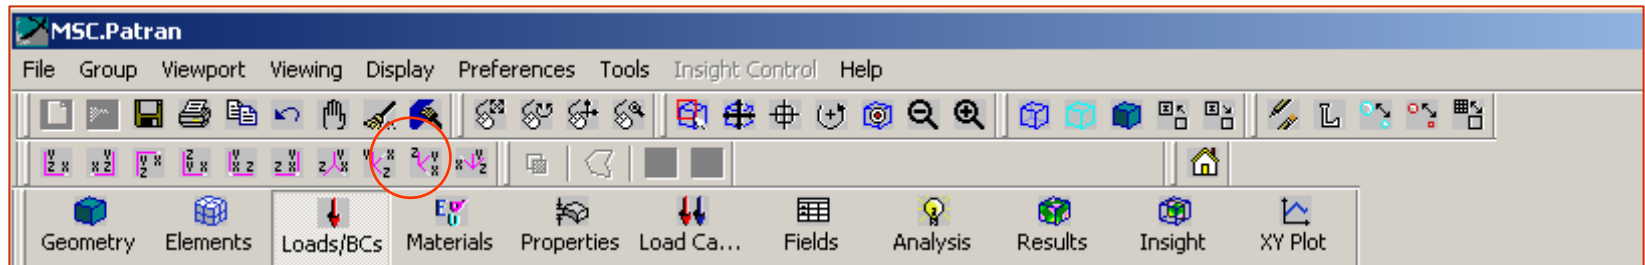 MSC.Patran
File Group Viewport Viewing Display Preferences Tools Insight Control Help
Geometry Elements Loads/BCs Materials Properties Load Ca... Fields Analysis Results Insight XY Plot